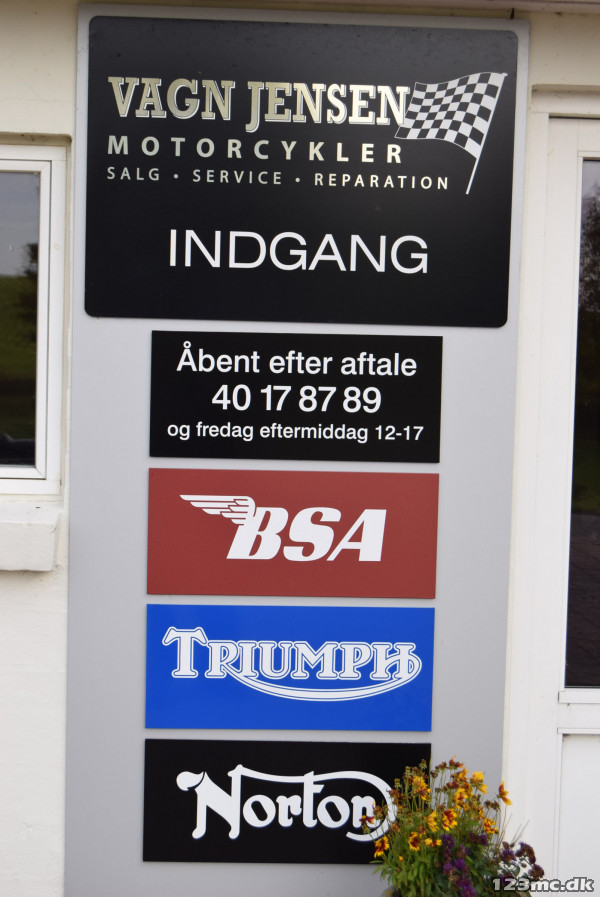 VAGN JENSEN
MOTORCYKLER
SALG • SERVICE • REPARATION
INDGANG
Åbent efter aftale
40 17 87 89
og fredag eftermiddag 12-17
BSA
TRIUMPH
Norton
123mc.dk